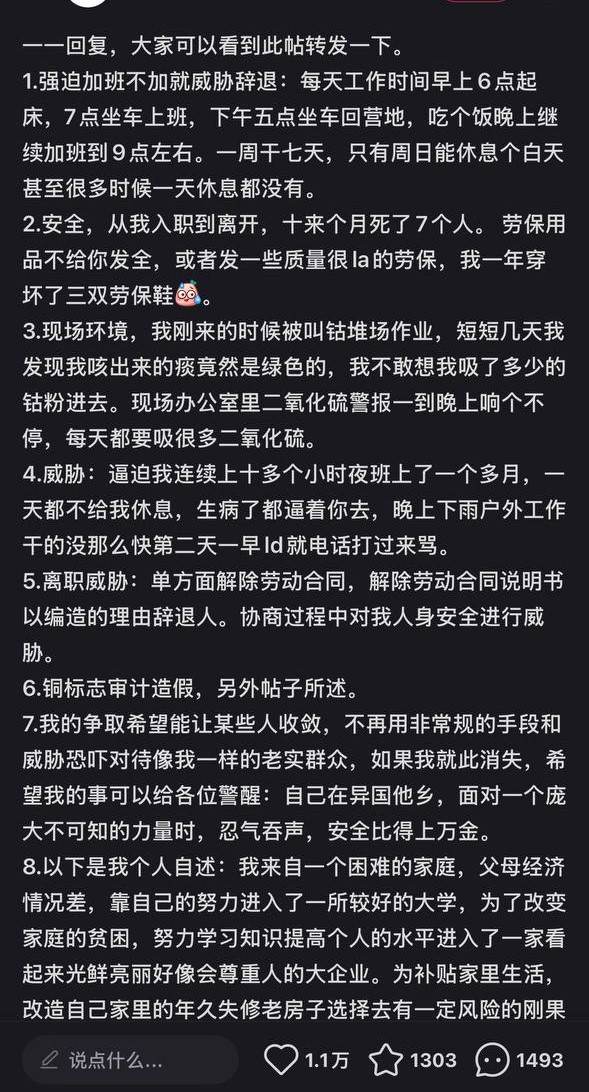 一一回复，大家可以看到此帖转发一下。
1.强迫加班不加就威胁辞退：每天工作时间早上6点起
床，7点坐车上班，下午五点坐车回营地，吃个饭晚上继
续加班到9点左右。一周干七天，只有周日能休息个白天
甚至很多时候一天休息都没有。
2.安全，从我入职到离开，十来个月死了7个人。 劳保用
品不给你发全，或者发一些质量很la的劳保，我一年穿
坏了三双劳保鞋。
3.现场环境，我刚来的时候被叫钴堆场作业，短短几天我
发现我咳出来的痰竟然是绿色的，我不敢想我吸了多少的
钴粉进去。现场办公室里二氧化硫警报一到晚上响个不
停，每天都要吸很多二氧化硫。
4.威胁：逼迫我连续上十多个小时夜班上了一个多月，一
天都不给我休息，生病了都逼着你去，晚上下雨户外工作
干的没那么快第二天一早ld就电话打过来骂。
5.离职威胁：单方面解除劳动合同，解除劳动合同说明书
以编造的理由辞退人。协商过程中对我人身安全进行威
胁。
6.铜标志审计造假，另外帖子所述。
7.我的争取希望能让某些人收敛，不再用非常规的手段和
威胁恐吓对待像我一样的老实群众，如果我就此消失，希
望我的事可以给各位警醒：自己在异国他乡，面对一个庞
大不可知的力量时，忍气吞声，安全比得上万金。
8.以下是我个人自述：我来自一个困难的家庭，父母经济
情况差，靠自己的努力进入了一所较好的大学，为了改变
家庭的贫困，努力学习知识提高个人的水平进入了一家看
起来光鲜亮丽好像会尊重人的大企业。为补贴家里生活，
改造自己家里的年久失修老房子选择去有一定风险的刚果
说点什么... 1.1万 1303 1493